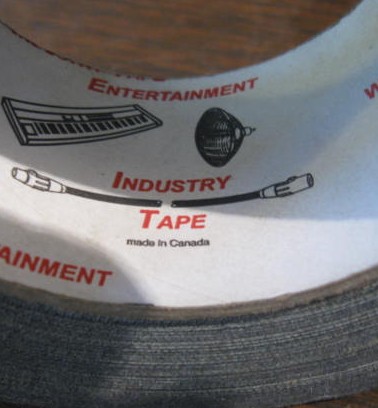 ENTERTAINMENT
INDUSTRY
TAPE
made in Canada
AINMENT